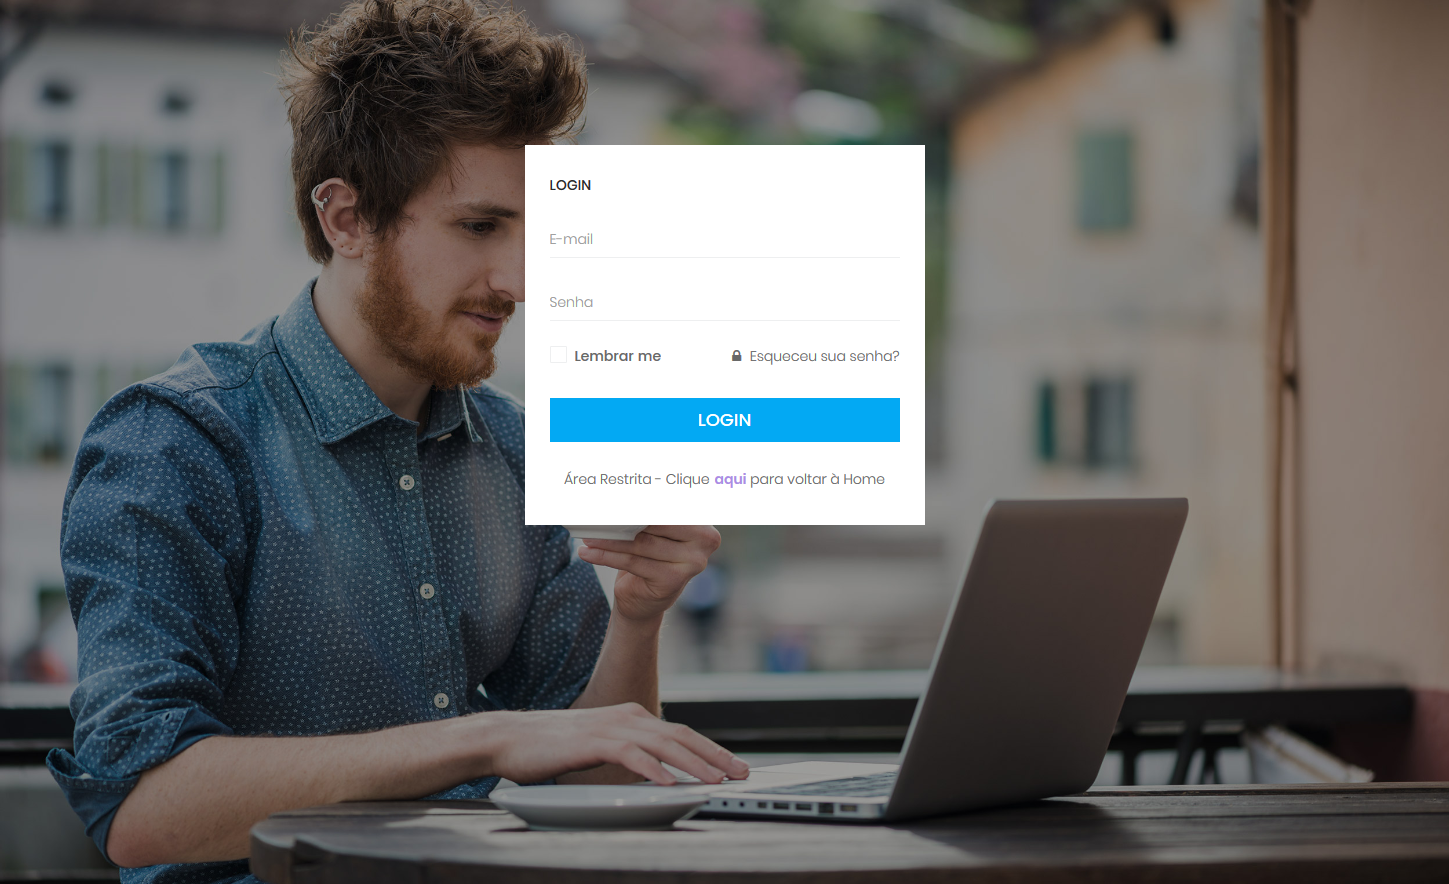 LOGIN
E-mail
Senha
Lembrar me
Esqueceu sua senha?
LOGIN
Área Restrita - Clique aqui para voltar à Home